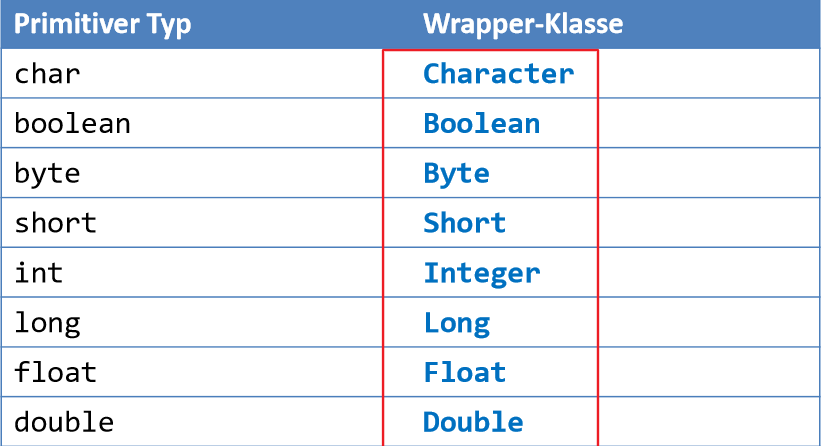 Primitiver Typ Wrapper-Klasse
char Character
boolean Boolean
byte Byte
short Short
int Integer
long Long
float Float
double Double